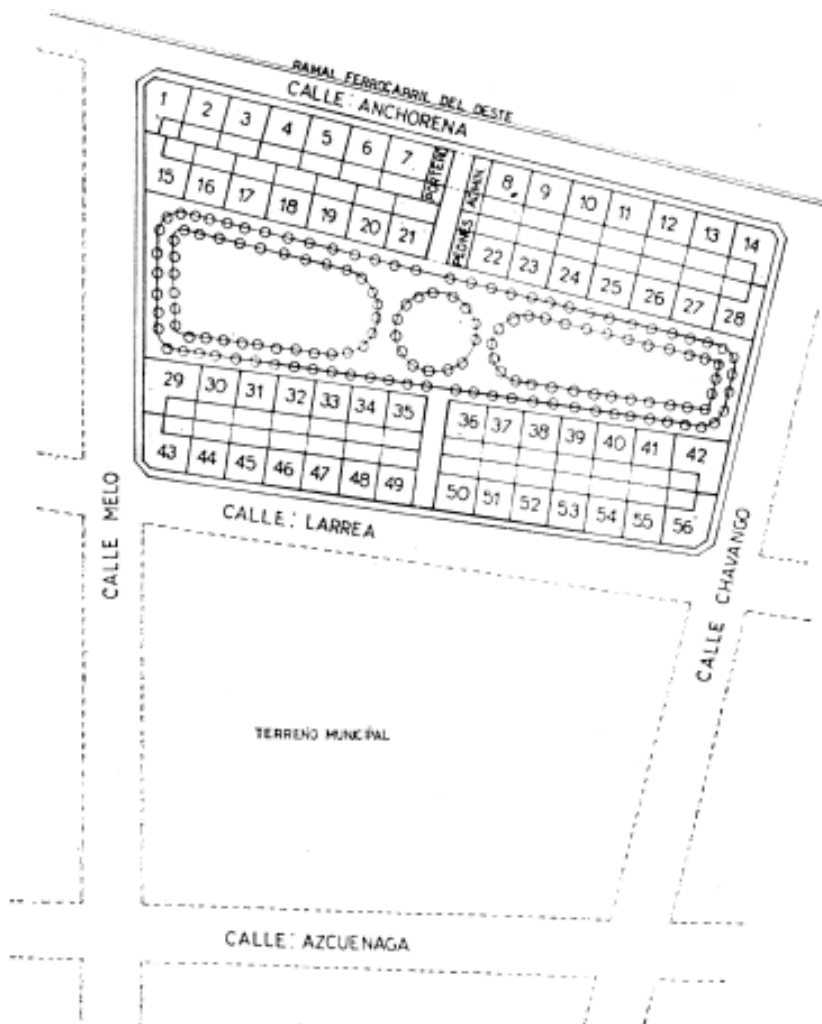 RAMAL FERROCARRIL DEL OESTE
CALLE: ANCHORENA
1 2 3 4 5 6 7 PORTERO PEONES ADMIN 8 9 10 11 12 13 14
15 16 17 18 19 20 21 22 23 24 25 26 27 28
29 30 31 32 33 34 35 36 37 38 39 40 41 42
43 44 45 46 47 48 49 50 51 52 53 54 55 56
CALLE: LARREA
CALLE MELO
CALLE CHAVANGO
TERRENO MUNICIPAL
CALLE: AZCUENAGA